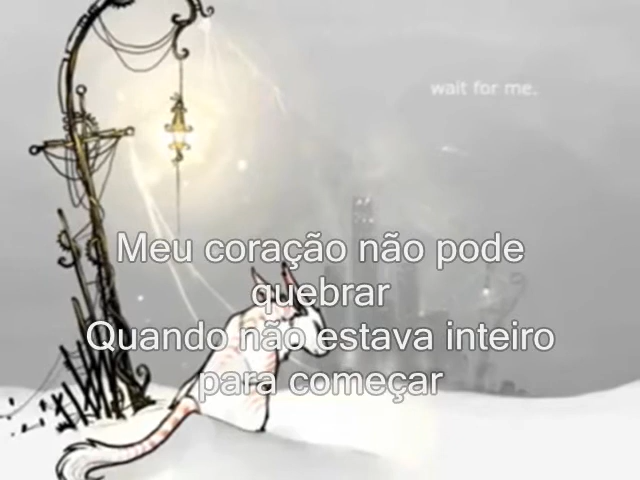 wait for me.
Meu coração não pode
quebrar
Quando não estava inteiro
para começar